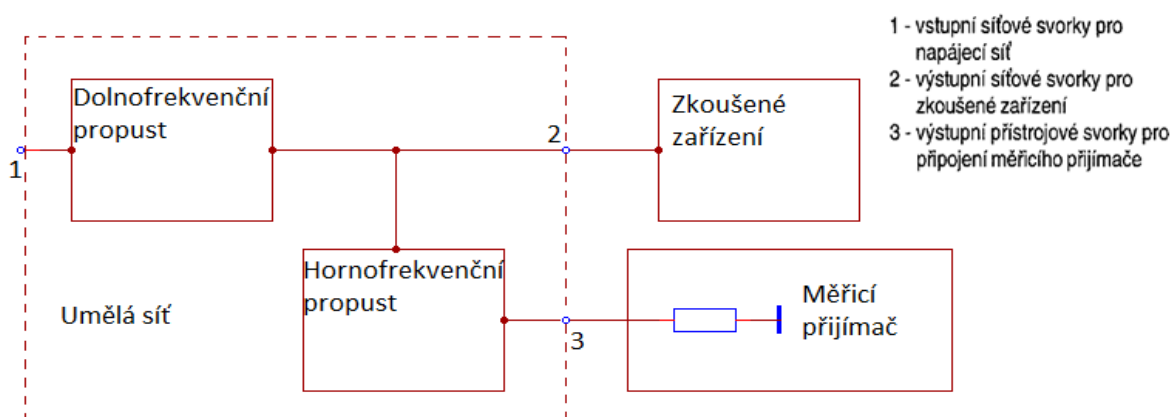 Dolnofrekvenční
propust
1
2
Zkoušené
zařízení
Hornofrekvenční
propust
Umělá síť
3
Měřicí
přijímač
1 - vstupní síťové svorky pro
napájecí síť
2 - výstupní síťové svorky pro
zkoušené zařízení
3 - výstupní přístrojové svorky pro
připojení měřicího přijímače